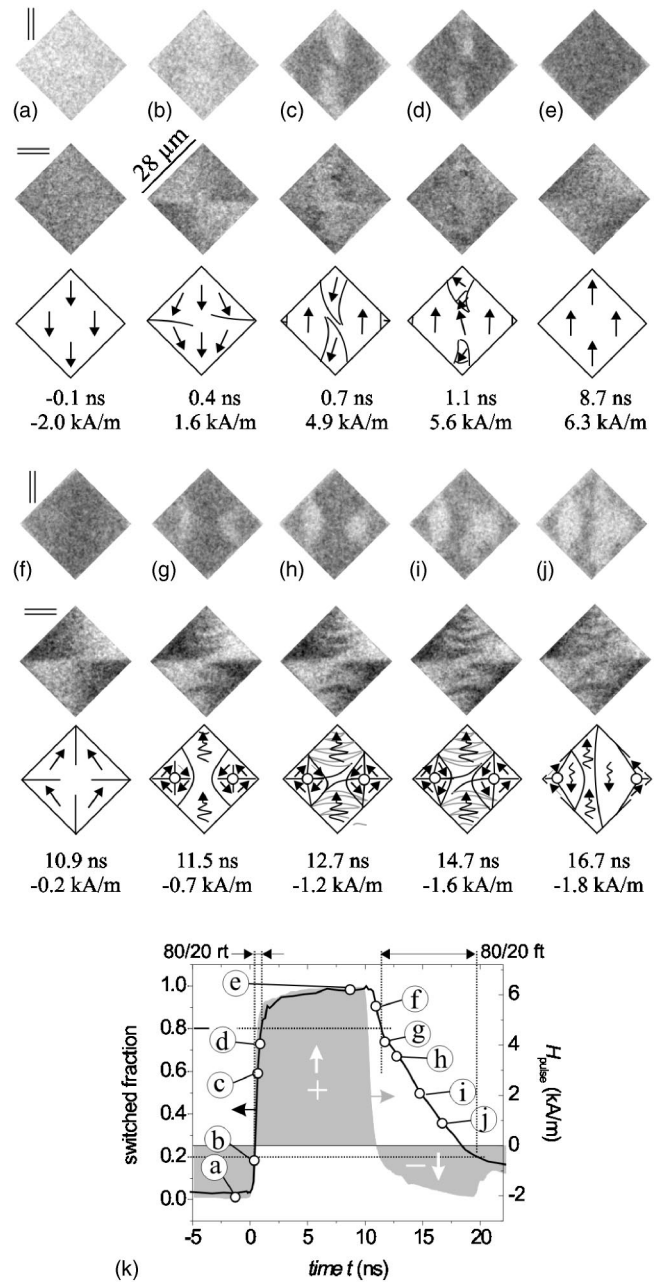 (a) (b) (c) (d) (e)
28 μm
-0.1 ns 0.4 ns 0.7 ns 1.1 ns 8.7 ns
-2.0 kA/m 1.6 kA/m 4.9 kA/m 5.6 kA/m 6.3 kA/m
(f) (g) (h) (i) (j)
10.9 ns 11.5 ns 12.7 ns 14.7 ns 16.7 ns
-0.2 kA/m -0.7 kA/m -1.2 kA/m -1.6 kA/m -1.8 kA/m
80/20 rt 80/20 ft
1.0 e f 6
0.8 d g 4
c h
0.6 +
i 2
0.4
b j
0.2 0
a −
0.0 -2
switched fraction
H pulse (kA/m)
-5 0 5 10 15 20
(k) time t (ns)